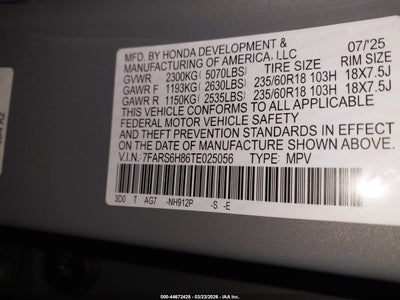 MFD. BY HONDA DEVELOPMENT & 07/'25
MANUFACTURING OF AMERICA, LLC
GVWR 2300KG(5070LBS) TIRE SIZE RIM SIZE
GAWR F 1193KG(2630LBS) 235/60R18 103H 18X7.5J
GAWR R 1150KG(2535LBS) 235/60R18 103H 18X7.5J
THIS VEHICLE CONFORMS TO ALL APPLICABLE
FEDERAL MOTOR VEHICLE SAFETY AND
THEFT PREVENTION STANDARDS IN EFFECT
ON THE DATE OF MANUFACTURE SHOWN ABOVE.
V.I.N: 7FARS6H86TE025056 TYPE: MPV
3D0 T AG7 -NH912P -S -E
000-44672428 - 03/23/2026 - IAA, Inc.